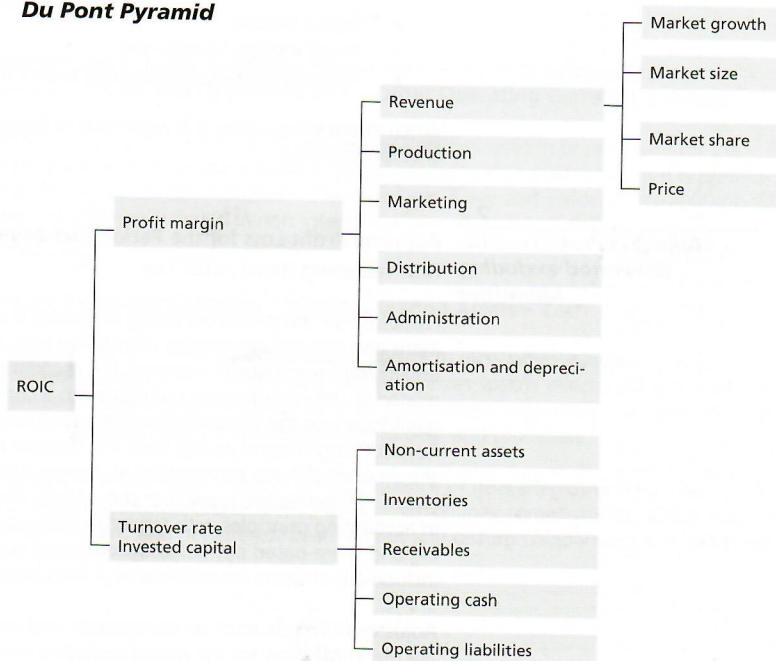 Du Pont Pyramid
Market growth
Market size
Market share
Price
Revenue
Production
Marketing
Distribution
Administration
Amortisation and depreci-
ation
Profit margin
ROIC
Turnover rate
Invested capital
Non-current assets
Inventories
Receivables
Operating cash
Operating liabilities